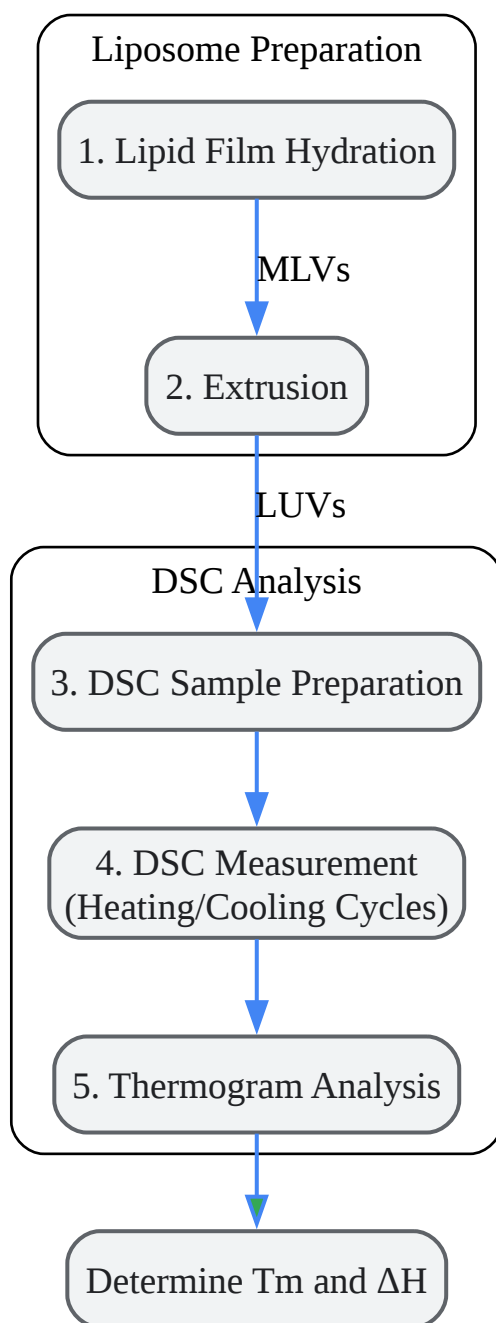 Liposome Preparation
1. Lipid Film Hydration
MLVs
2. Extrusion
LUVs
DSC Analysis
3. DSC Sample Preparation
4. DSC Measurement
(Heating/Cooling Cycles)
5. Thermogram Analysis
Determine Tm and ΔH